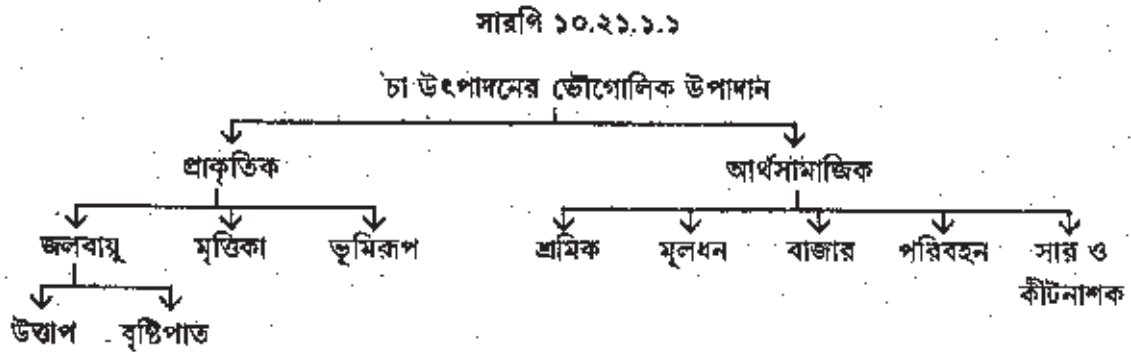 সারণি ১০.২১.১.১
চা উৎপাদনের ভৌগোলিক উপাদান
প্রাকৃতিক আর্থসামাজিক
জলবায়ু মৃত্তিকা ভূমিরূপ শ্রমিক মূলধন বাজার পরিবহন সার ও
কীটনাশক
উত্তাপ বৃষ্টিপাত